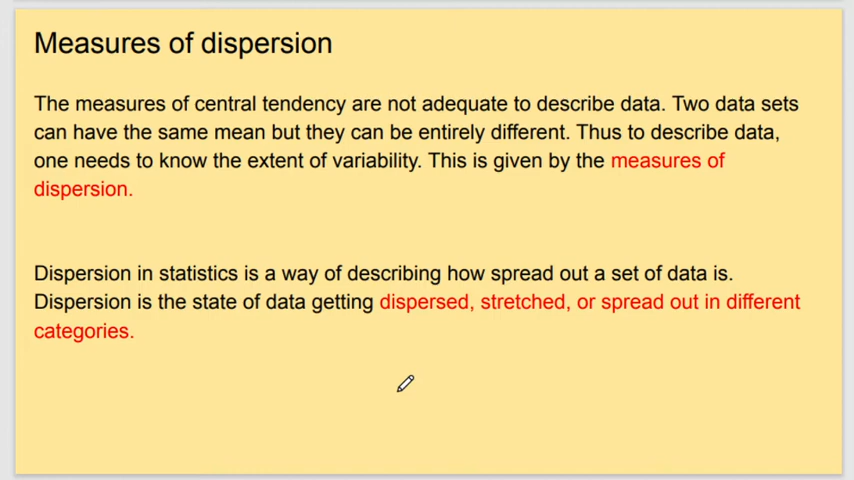 Measures of dispersion
The measures of central tendency are not adequate to describe data. Two data sets
can have the same mean but they can be entirely different. Thus to describe data,
one needs to know the extent of variability. This is given by the measures of
dispersion.
Dispersion in statistics is a way of describing how spread out a set of data is.
Dispersion is the state of data getting dispersed, stretched, or spread out in different
categories.